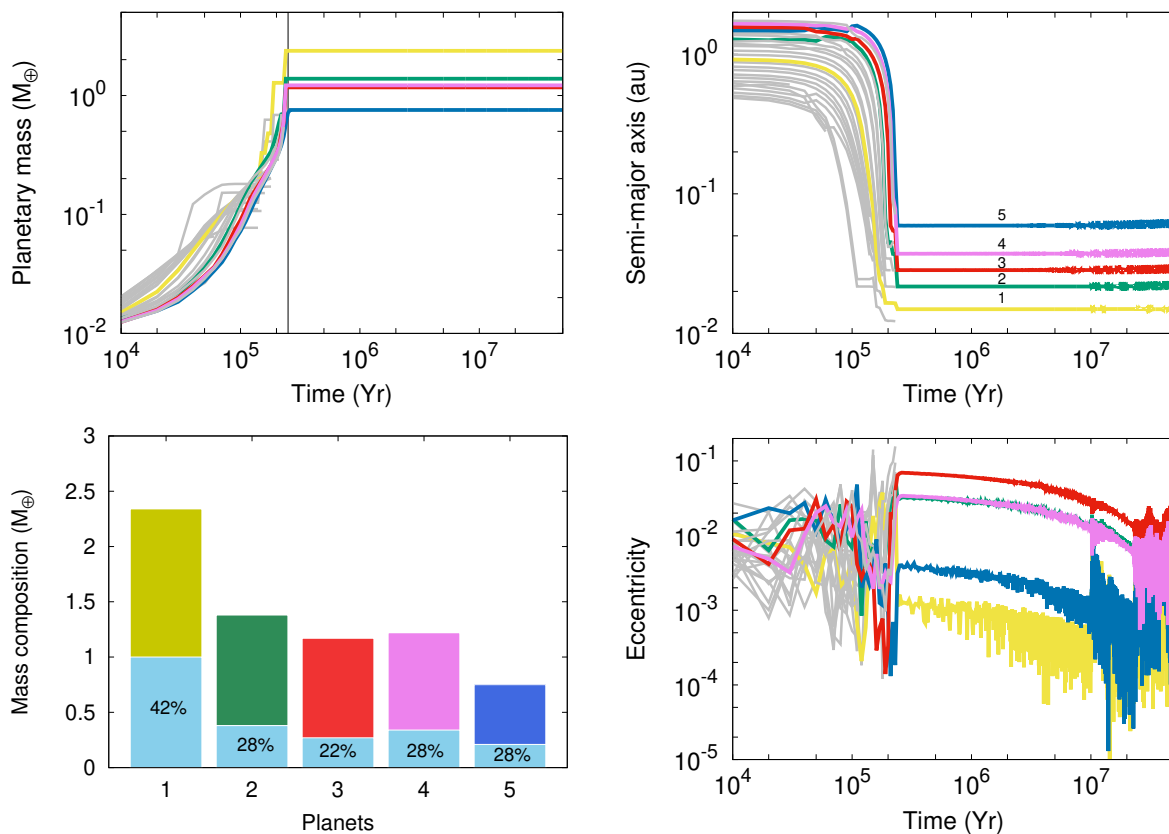 Planetary mass (M⊕)
10⁰
10⁻¹
10⁻²
10⁴ 10⁵ 10⁶ 10⁷
Time (Yr)
Semi-major axis (au)
10⁰
10⁻¹
10⁻²
5
4
3
2
1
10⁴ 10⁵ 10⁶ 10⁷
Time (Yr)
Mass composition (M⊕)
3
2.5
2
1.5
1
0.5
0
42% 28% 22% 28% 28%
1 2 3 4 5
Planets
Eccentricity
10⁻¹
10⁻²
10⁻³
10⁻⁴
10⁻⁵
10⁴ 10⁵ 10⁶ 10⁷
Time (Yr)